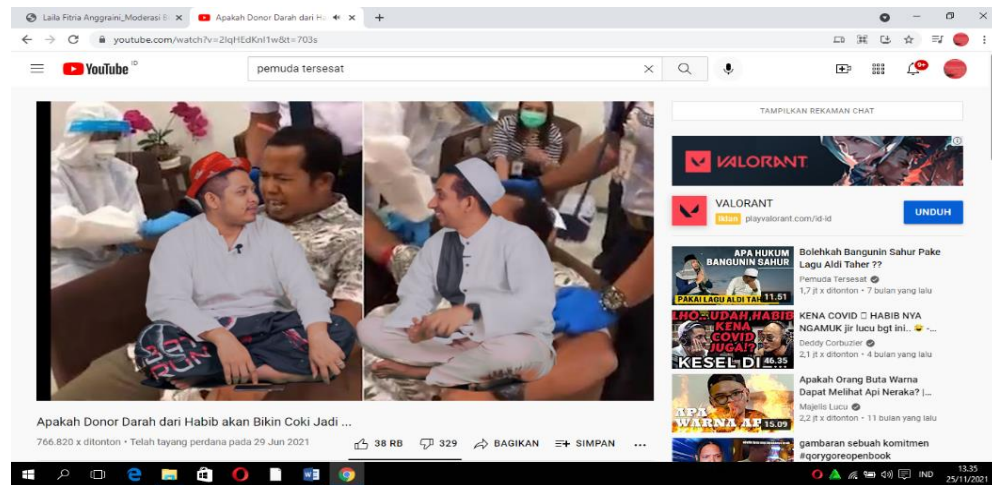 Laila Fitria Anggraini_Moderasi B
Apakah Donor Darah dari Ha
youtube.com/watch?v=2IqHEdKnI1w&t=703s
YouTube ID
pemuda tersesat
9+
TAMPILKAN REKAMAN CHAT
VALORANT
VALORANT
Iklan playvalorant.com/id-id
UNDUH
APA HUKUM
BANGUNIN SAHUR
PAKAI LAGU ALDI TAH
11.51
Bolehkah Bangunin Sahur Pake
Lagu Aldi Taher ??
Pemuda Tersesat
1,7 jt x ditonton • 7 bulan yang lalu
LHO.. UDAH HABIB
KENA
COVID
JUGA!?
KESEL DI
46.35
KENA COVID HABIB NYA
NGAMUK jir lucu bgt ini.. -...
Deddy Corbuzier
2,1 jt x ditonton • 4 bulan yang lalu
APA
WARNA AP
15.09
Apakah Orang Buta Warna
Dapat Melihat Api Neraka? |...
Majelis Lucu
2,2 jt x ditonton • 11 bulan yang lalu
gambaran sebuah komitmen
#qorygoreopenbook
Apakah Donor Darah dari Habib akan Bikin Coki Jadi ...
766.820 x ditonton • Telah tayang perdana pada 29 Jun 2021
38 RB
329
BAGIKAN
SIMPAN
IND
13.35
25/11/2021